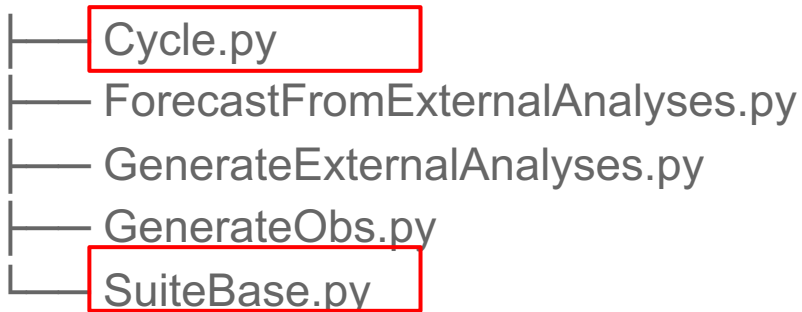 ├── Cycle.py
├── ForecastFromExternalAnalyses.py
├── GenerateExternalAnalyses.py
├── GenerateObs.py
└── SuiteBase.py